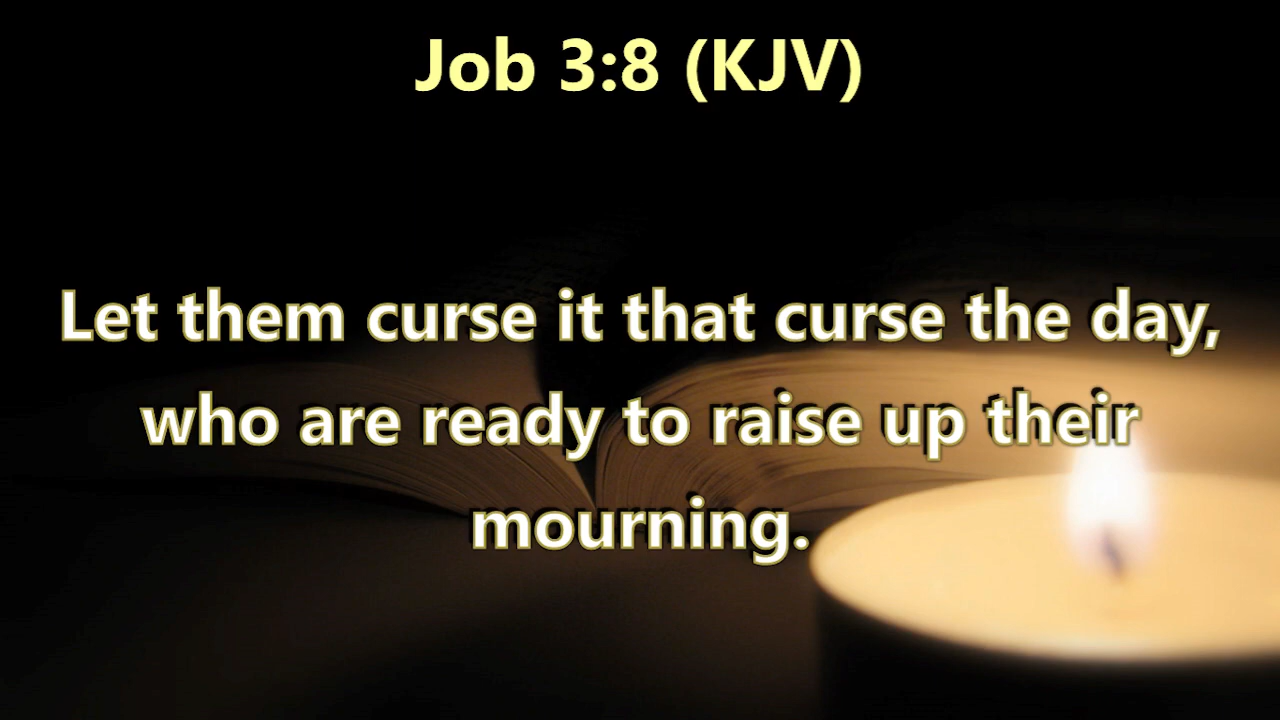 Job 3:8 (KJV)
Let them curse it that curse the day,
who are ready to raise up their
mourning.